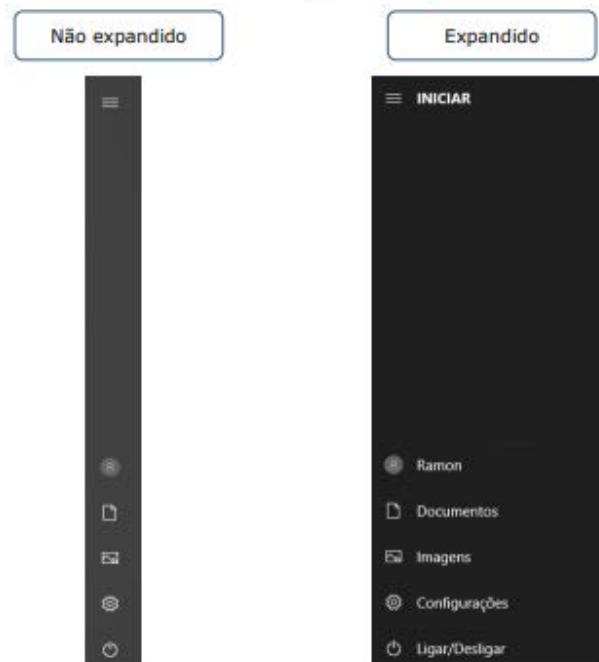 Não expandido
Expandido
INICIAR
Ramon
Documentos
Imagens
Configurações
Ligar/Desligar